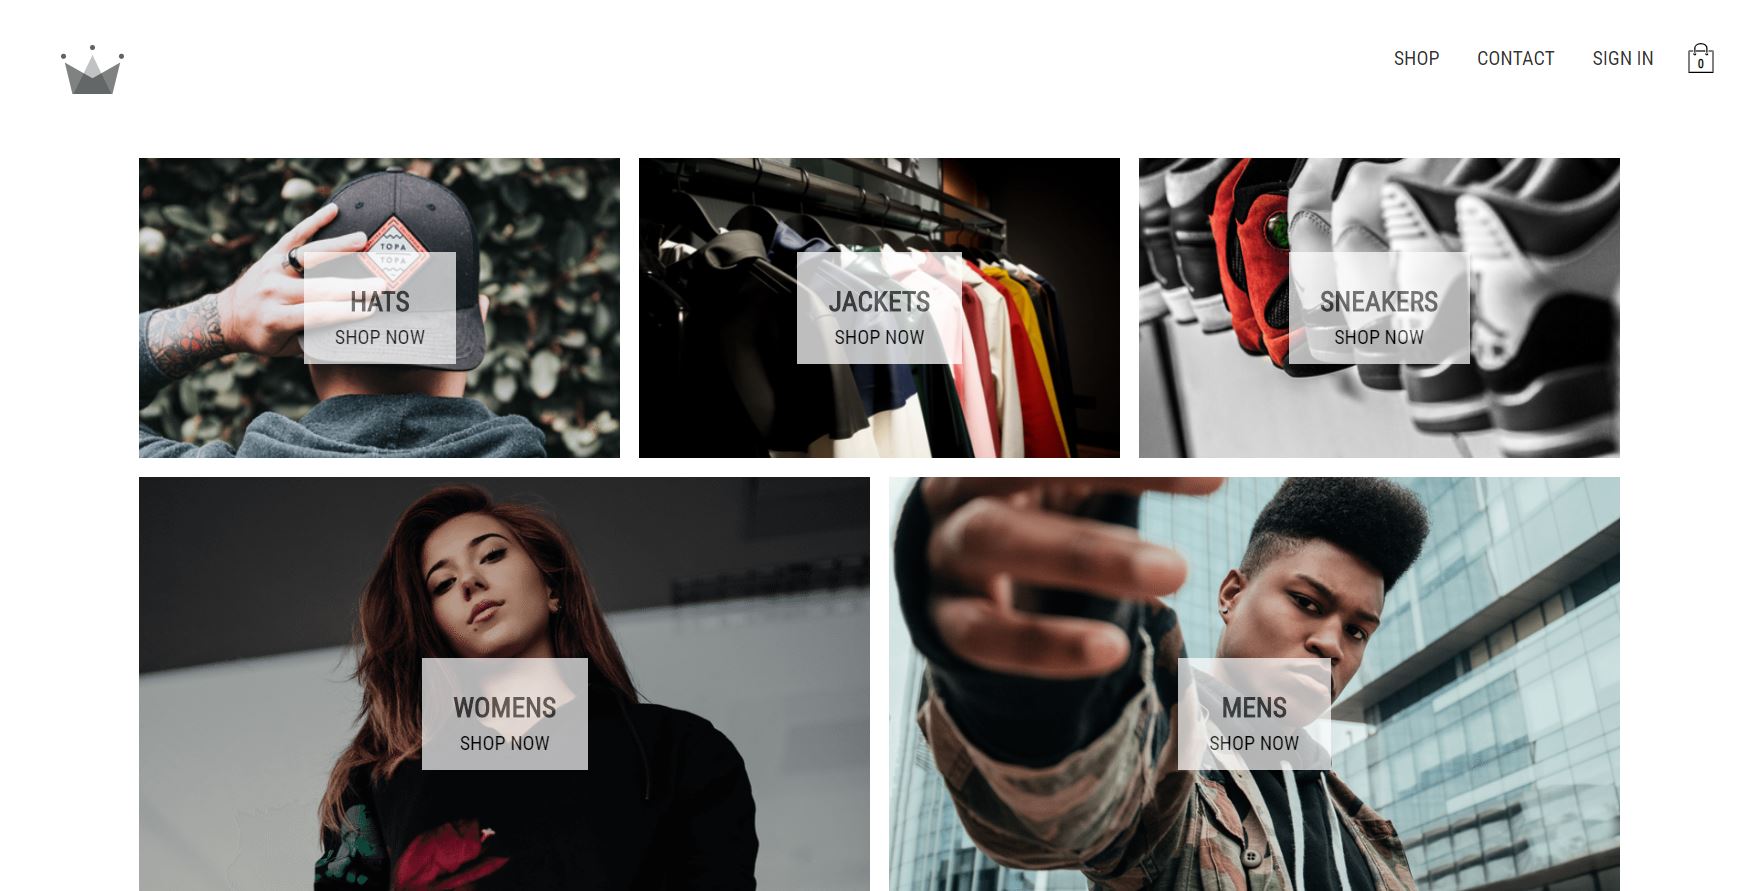 SHOP CONTACT SIGN IN 0
TOPA
TOPA
HATS
SHOP NOW
JACKETS
SHOP NOW
SNEAKERS
SHOP NOW
WOMENS
SHOP NOW
MENS
SHOP NOW